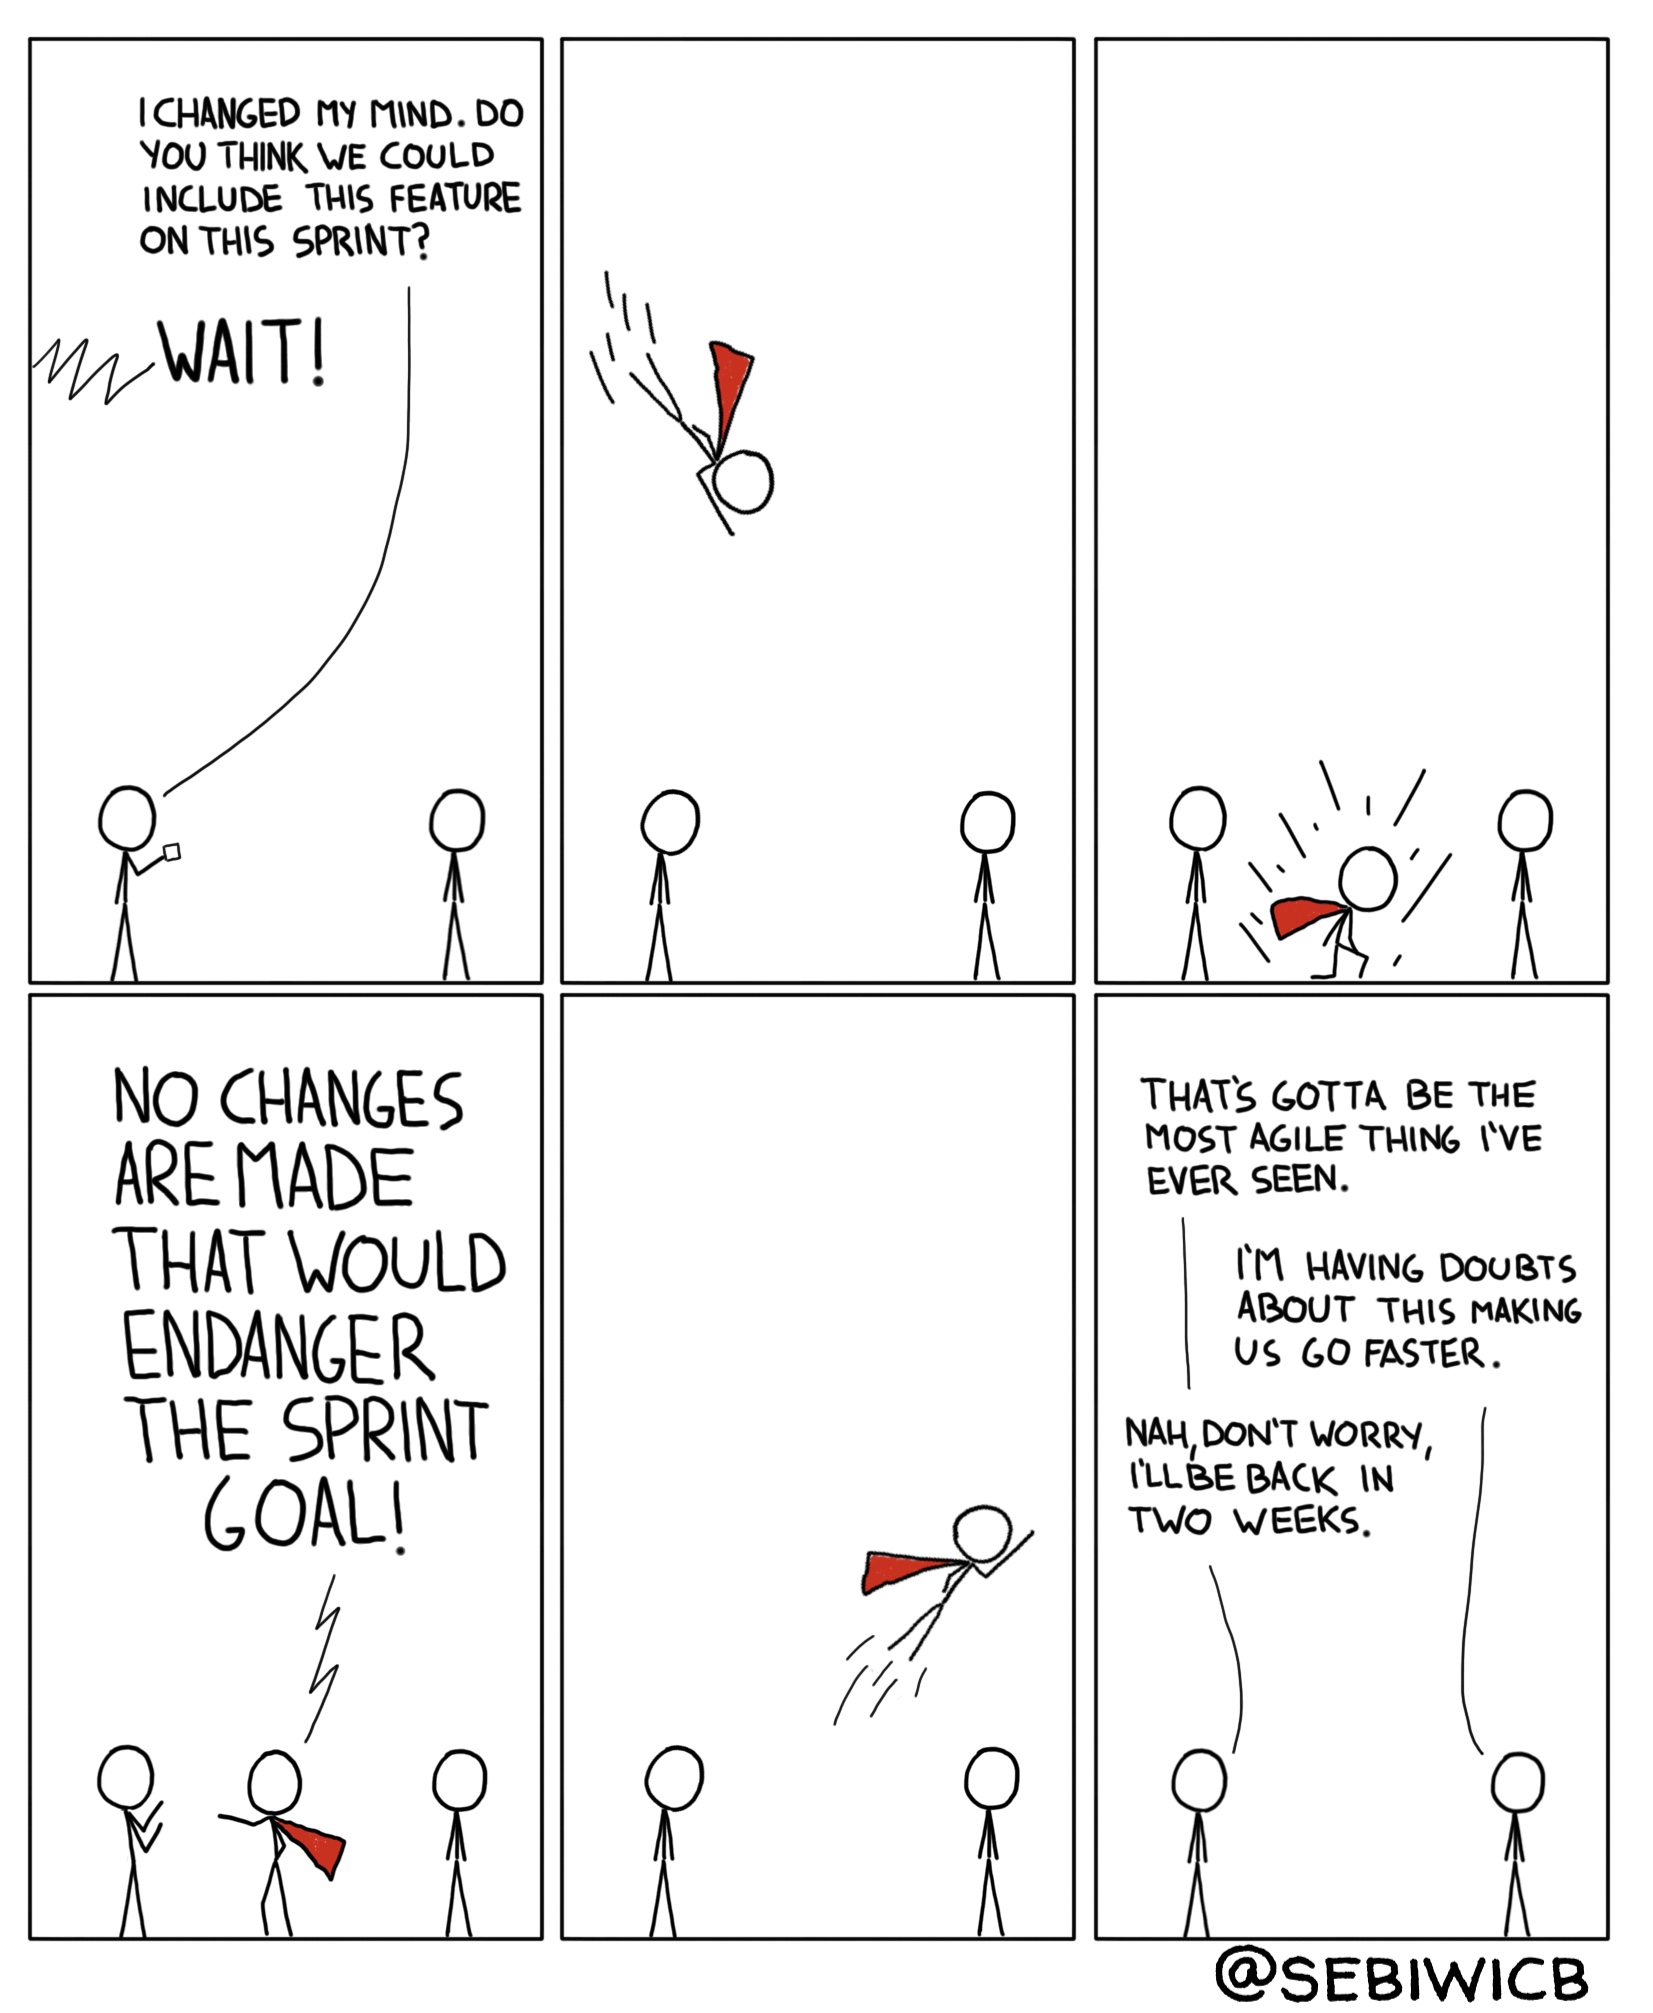 I CHANGED MY MIND. DO
YOU THINK WE COULD
INCLUDE THIS FEATURE
ON THIS SPRINT?
WAIT!
NO CHANGES
ARE MADE
THAT WOULD
ENDANGER
THE SPRINT
GOAL!
THAT'S GOTTA BE THE
MOST AGILE THING I'VE
EVER SEEN.
I'M HAVING DOUBTS
ABOUT THIS MAKING
US GO FASTER.
NAH, DON'T WORRY,
I'LL BE BACK IN
TWO WEEKS.
@SEBIWICB